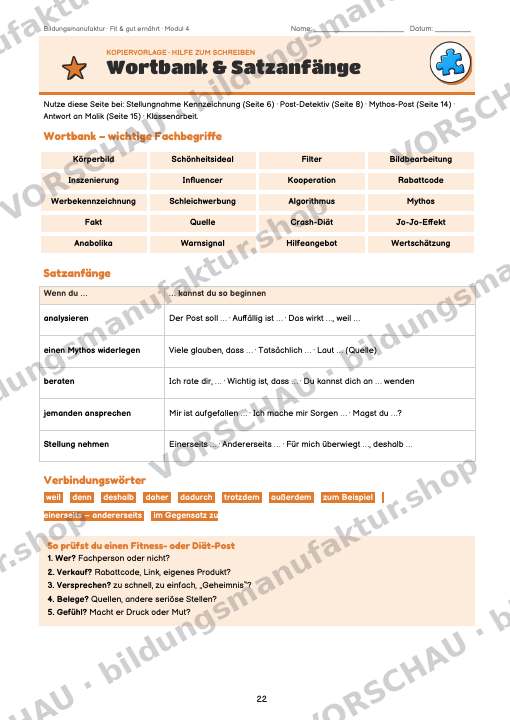 Bildungsmanufaktur · Fit & gut ernährt · Modul 4 Name: Datum:
KOPIERVORLAGE · HILFE ZUM SCHREIBEN
Wortbank & Satzanfänge
Nutze diese Seite bei: Stellungnahme Kennzeichnung (Seite 6) · Post-Detektiv (Seite 8) · Mythos-Post (Seite 14) ·
Antwort an Malik (Seite 15) · Klassenarbeit.
Wortbank – wichtige Fachbegriffe
Körperbild Schönheitsideal Filter Bildbearbeitung
Inszenierung Influencer Kooperation Rabattcode
Werbekennzeichnung Schleichwerbung Algorithmus Mythos
Fakt Quelle Crash-Diät Jo-Jo-Effekt
Anabolika Warnsignal Hilfeangebot Wertschätzung
Satzanfänge
Wenn du … … kannst du so beginnen
analysieren Der Post soll … · Auffällig ist … · Das wirkt …, weil …
einen Mythos widerlegen Viele glauben, dass … · Tatsächlich … · Laut … (Quelle)
beraten Ich rate dir, … · Wichtig ist, dass … · Du kannst dich an … wenden
jemanden ansprechen Mir ist aufgefallen … · Ich mache mir Sorgen … · Magst du …?
Stellung nehmen Einerseits … · Andererseits … · Für mich überwiegt …, deshalb …
Verbindungswörter
weil denn deshalb daher dadurch trotzdem außerdem zum Beispiel
einerseits – andererseits im Gegensatz zu
So prüfst du einen Fitness- oder Diät-Post
1. Wer? Fachperson oder nicht?
2. Verkauf? Rabattcode, Link, eigenes Produkt?
3. Versprechen? zu schnell, zu einfach, „Geheimnis“?
4. Belege? Quellen, andere seriöse Stellen?
5. Gefühl? Macht er Druck oder Mut?
22
VORSCHAU · bildungsmanufaktur.shop